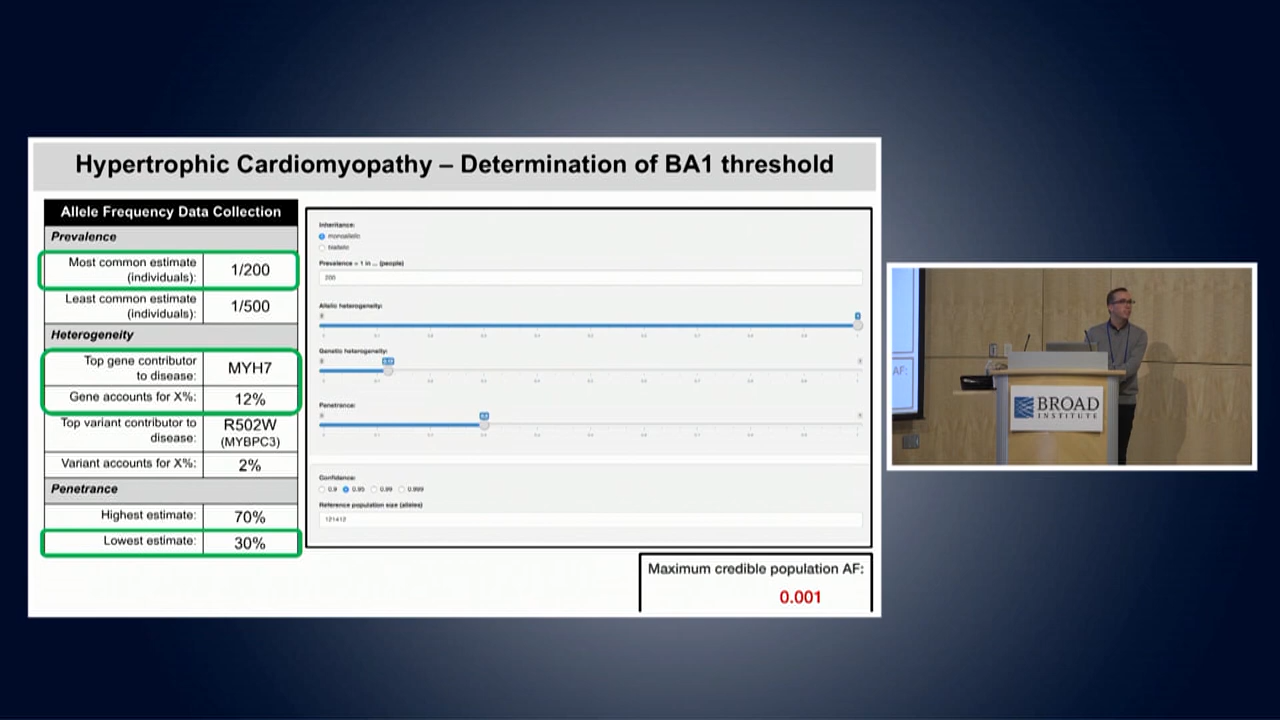 Hypertrophic Cardiomyopathy – Determination of BA1 threshold
Allele Frequency Data Collection
Prevalence
Most common estimate
(individuals):
1/200
Least common estimate
(individuals):
1/500
Heterogeneity
Top gene contributor
to disease:
MYH7
Gene accounts for X%:
12%
Top variant contributor to
disease:
R502W
(MYBPC3)
Variant accounts for X%:
2%
Penetrance
Highest estimate:
70%
Lowest estimate:
30%
Inheritance:
monoallelic
biallelic
Prevalence = 1 in ... (people)
200
Allelic heterogeneity:
Genetic heterogeneity:
Penetrance:
Confidence:
0.9 0.95 0.99 0.999
Reference population size (alleles)
121412
Maximum credible population AF:
0.001
AF:
BROAD
INSTITUTE